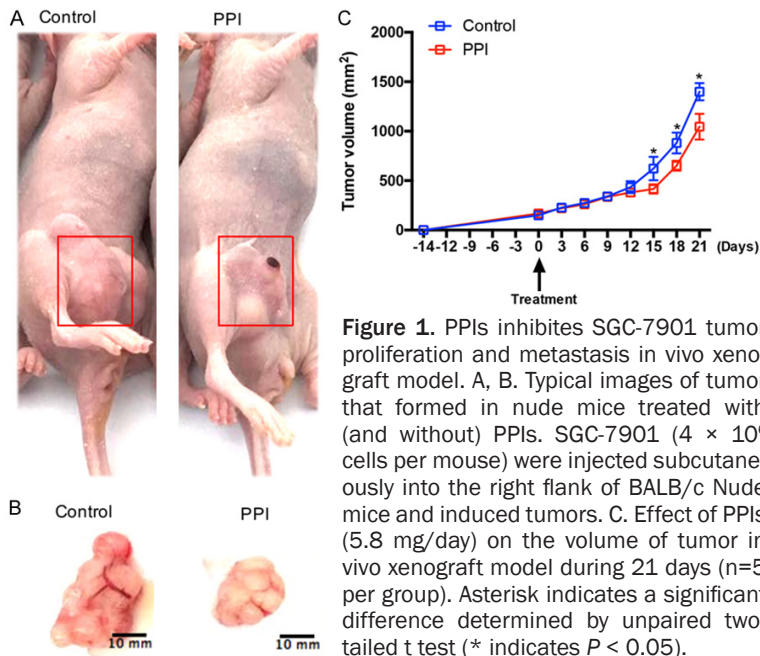 A
Control
PPI
C
Control
PPI
Tumor volume (mm²)
2000
1500
1000
500
0
*
*
*
-14 -12 -9 -6 -3 0 3 6 9 12 15 18 21 (Days)
Treatment
B
Control
PPI
10 mm
10 mm
Figure 1. PPIs inhibites SGC-7901 tumor
proliferation and metastasis in vivo xeno
graft model. A, B. Typical images of tumor
that formed in nude mice treated with
(and without) PPIs. SGC-7901 (4 × 10
cells per mouse) were injected subcutane
ously into the right flank of BALB/c Nude
mice and induced tumors. C. Effect of PPIs
(5.8 mg/day) on the volume of tumor in
vivo xenograft model during 21 days (n=5
per group). Asterisk indicates a significant
difference determined by unpaired two
tailed t test (* indicates P < 0.05).